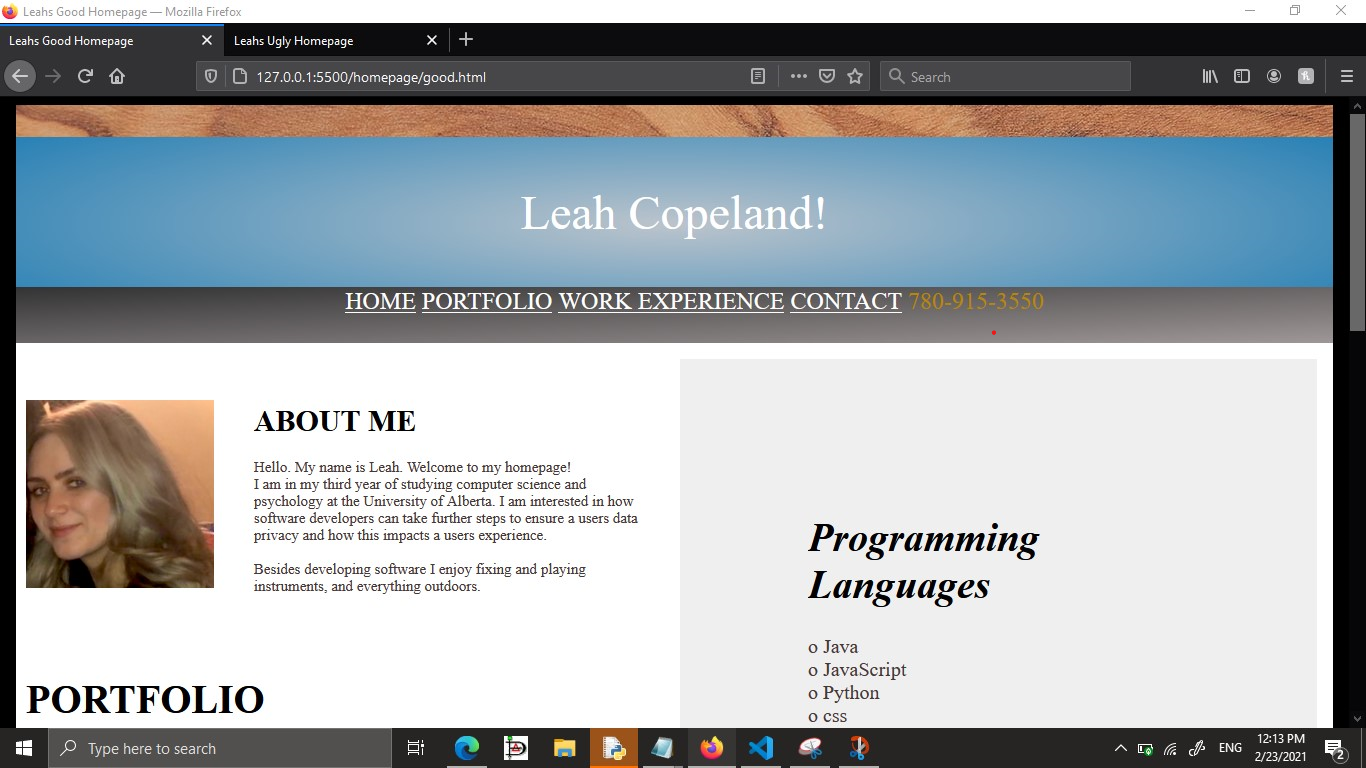 Leahs Good Homepage — Mozilla Firefox
Leahs Good Homepage
Leahs Ugly Homepage
127.0.0.1:5500/homepage/good.html
Search
Leah Copeland!
HOME PORTFOLIO WORK EXPERIENCE CONTACT 780-915-3550
ABOUT ME
Hello. My name is Leah. Welcome to my homepage!
I am in my third year of studying computer science and
psychology at the University of Alberta. I am interested in how
software developers can take further steps to ensure a users data
privacy and how this impacts a users experience.
Besides developing software I enjoy fixing and playing
instruments, and everything outdoors.
PORTFOLIO
Programming
Languages
o Java
o JavaScript
o Python
o css
Type here to search
ENG
12:13 PM
2/23/2021
2